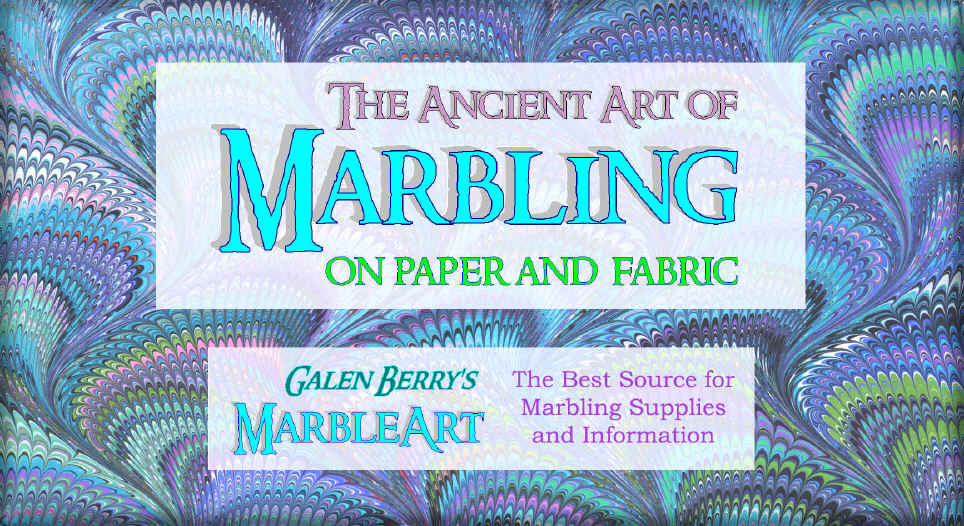 The Ancient Art of
Marbling
on paper and fabric
Galen Berry's
MarbleArt
The Best Source for
Marbling Supplies
and Information